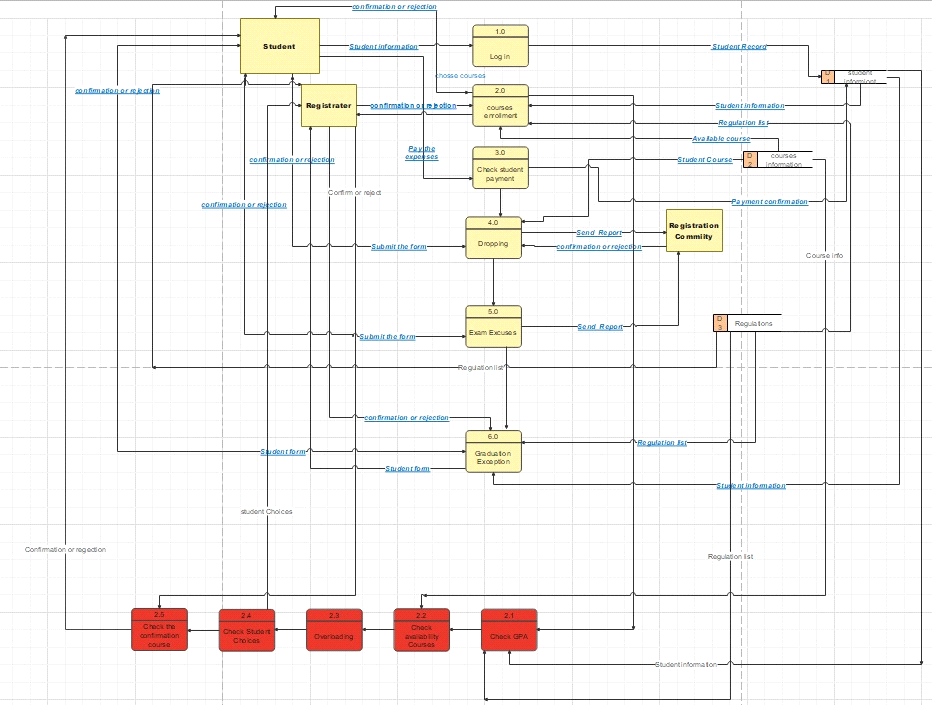 confirmation or rejection
1.0
Log in
Student
Student information
Student Record
chosse courses
D
1
student
informiont
confirmation or rejection
2.0
courses
enrollment
Registrater
confirmation or rejection
Student information
Regulation list
Available course
Pay the
expenses
3.0
Check student
payment
confirmation or rejection
Student Course
D
2
courses
information
Confirm or reject
confirmation or rejection
Payment confirmation
4.0
Dropping
Send Report
Registration
Commiity
Submit the form
confirmation or rejection
Course info
5.0
Exam Excuses
Send Report
D
3
Regulations
Submit the form
Regulation list
confirmation or rejection
6.0
Graduation
Exception
Regulation list
Student form
Student form
Student information
student Choices
Confirmation or regection
Regulation list
2.5
Check the
confirmation
course
2.4
Check Student
Choices
2.3
Overloading
2.2
Check
availability
Courses
2.1
Check GPA
Student information